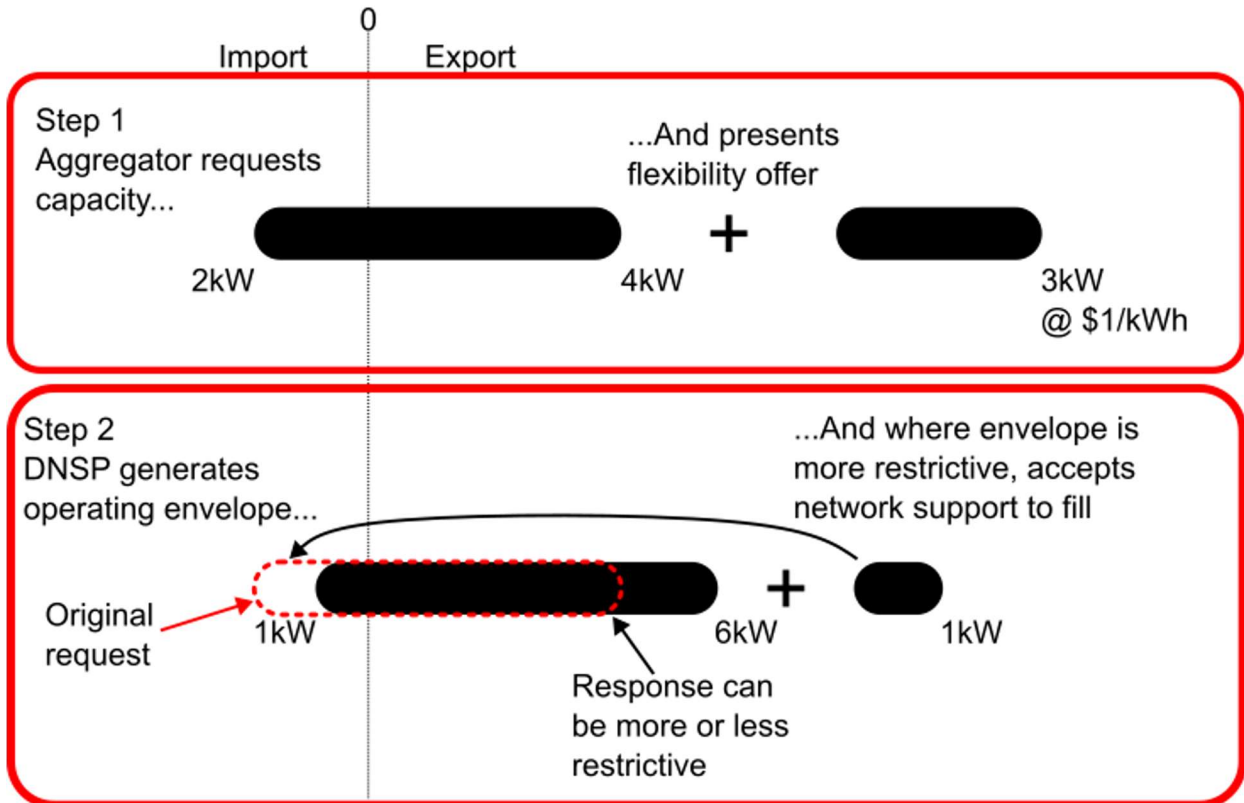 0
Import
Export
Step 1
Aggregator requests
capacity...
...And presents
flexibility offer
+
2kW
4kW
3kW
@ $1/kWh
Step 2
DNSP generates
operating envelope...
...And where envelope is
more restrictive, accepts
network support to fill
+
Original
request
1kW
6kW
1kW
Response can
be more or less
restrictive